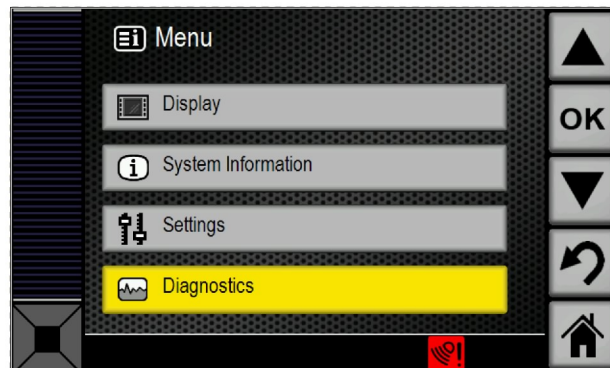 Menu
Display
OK
System Information
Settings
Diagnostics